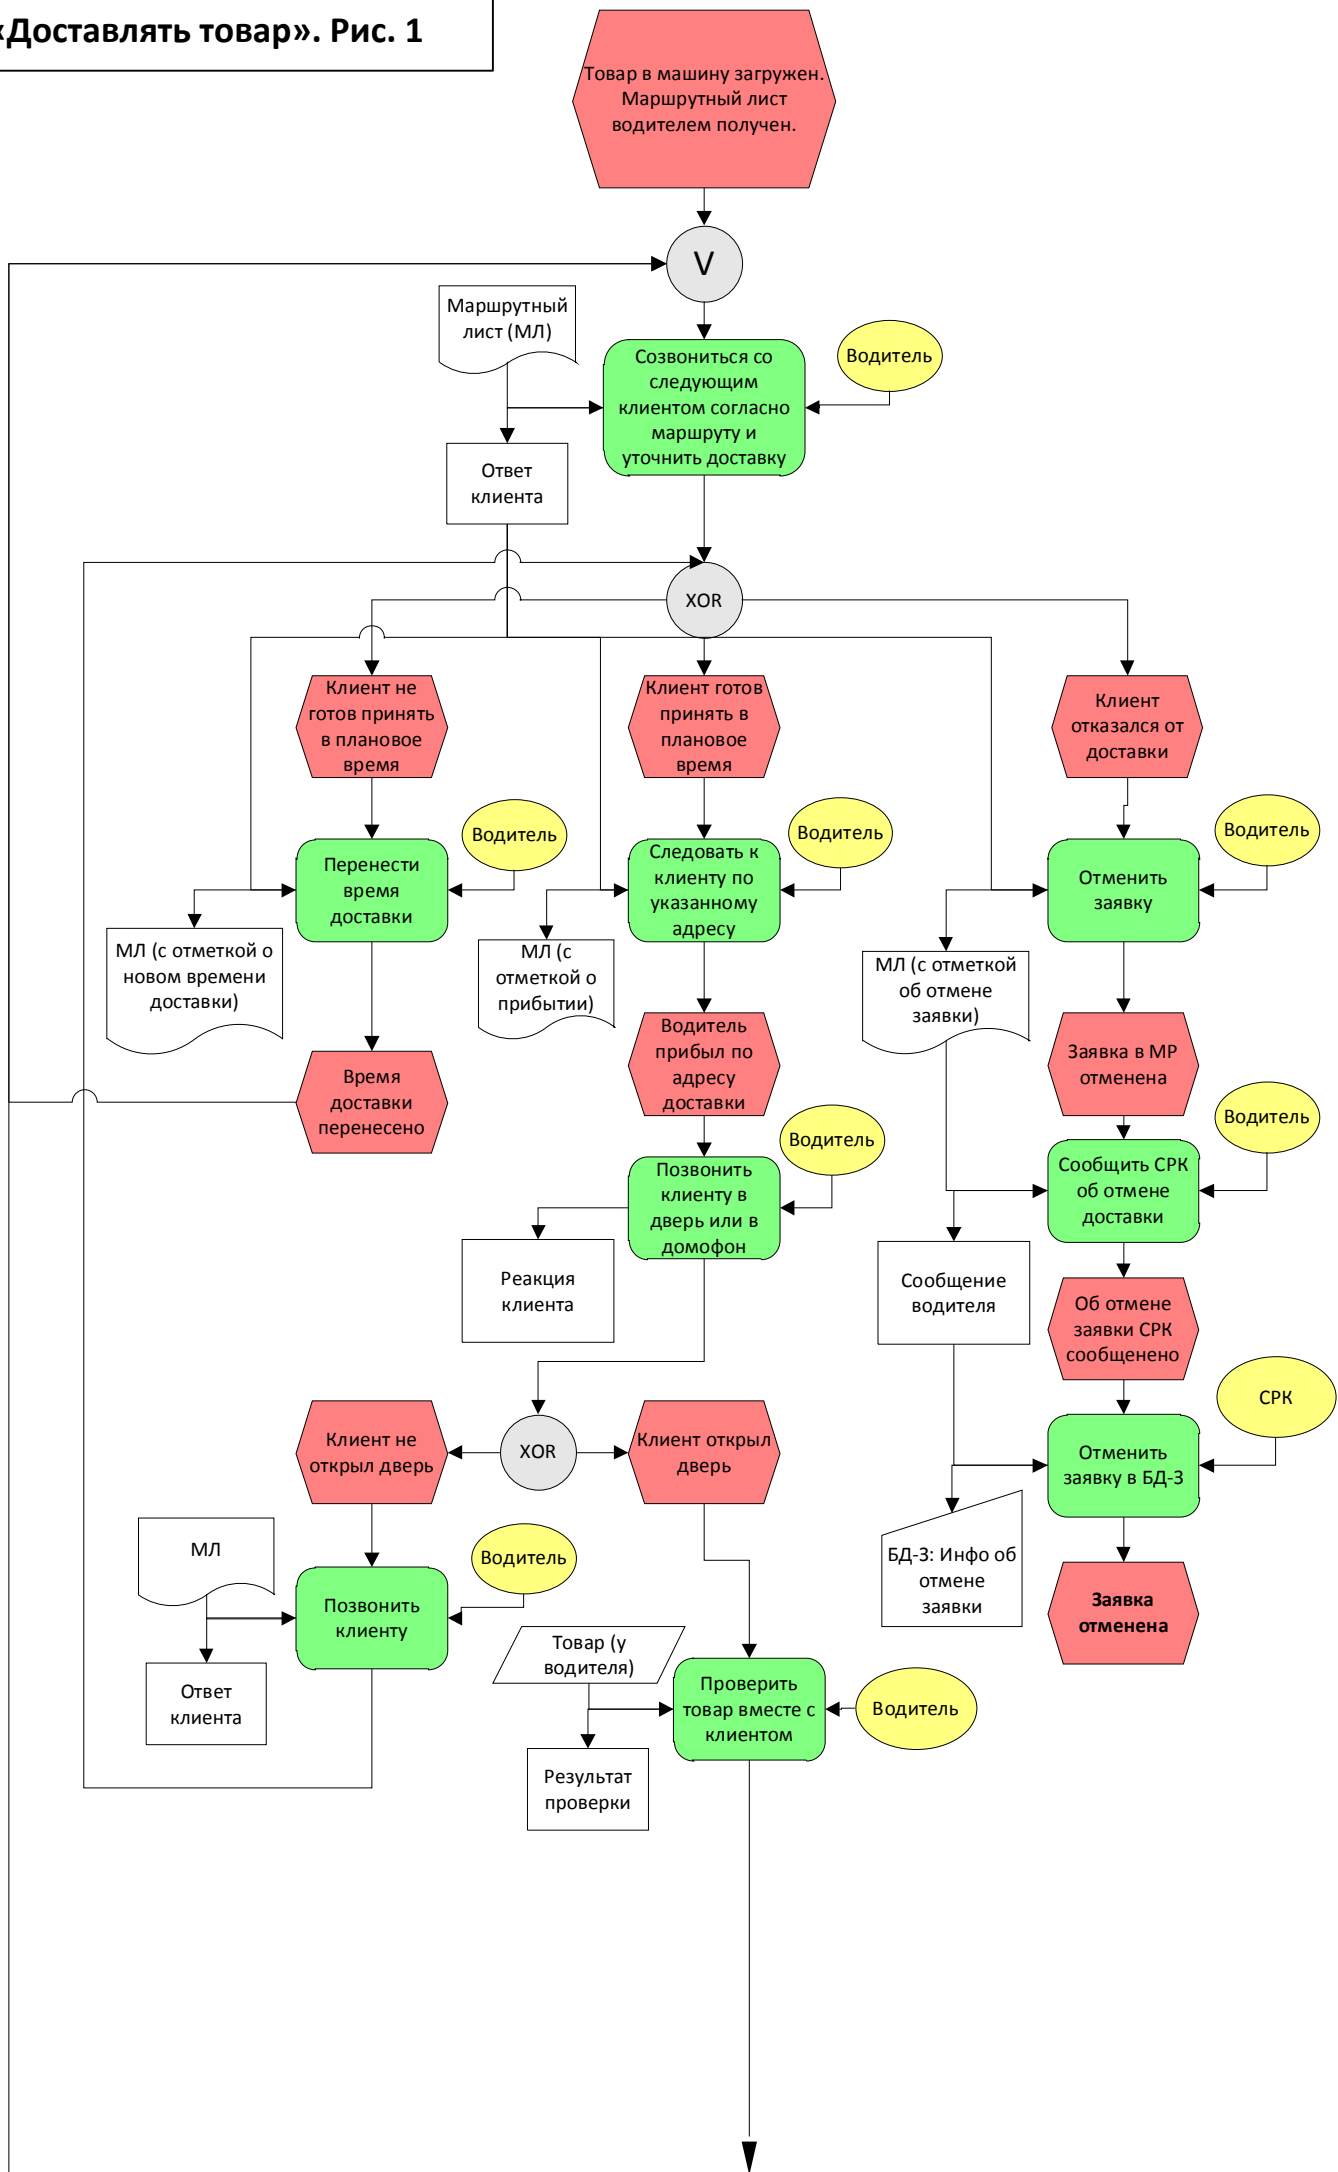 «Доставлять товар». Рис. 1
Товар в машину загружен.
Маршрутный лист
водителем получен.
V
Маршрутный
лист (МЛ)
Созвониться со
следующим
клиентом согласно
маршруту и
уточнить доставку
Водитель
Ответ
клиента
XOR
Клиент не
готов принять
в плановое
время
Клиент готов
принять в
плановое
время
Клиент
отказался от
доставки
Перенести
время
доставки
Водитель
Следовать к
клиенту по
указанному
адресу
Водитель
Отменить
заявку
Водитель
МЛ (с отметкой о
новом времени
доставки)
МЛ (с
отметкой о
прибытии)
МЛ (с отметкой
об отмене
заявки)
Время
доставки
перенесено
Водитель
прибыл по
адресу
доставки
Заявка в МР
отменена
Позвонить
клиенту в
дверь или в
домофон
Водитель
Сообщить СРК
об отмене
доставки
Водитель
Реакция
клиента
Сообщение
водителя
Об отмене
заявки СРК
сообщенено
Клиент не
открыл дверь
XOR
Клиент открыл
дверь
Отменить
заявку в БД-3
СРК
МЛ
Позвонить
клиенту
Водитель
БД-3: Инфо об
отмене
заявки
Заявка
отменена
Ответ
клиента
Товар (у
водителя)
Проверить
товар вместе с
клиентом
Водитель
Результат
проверки